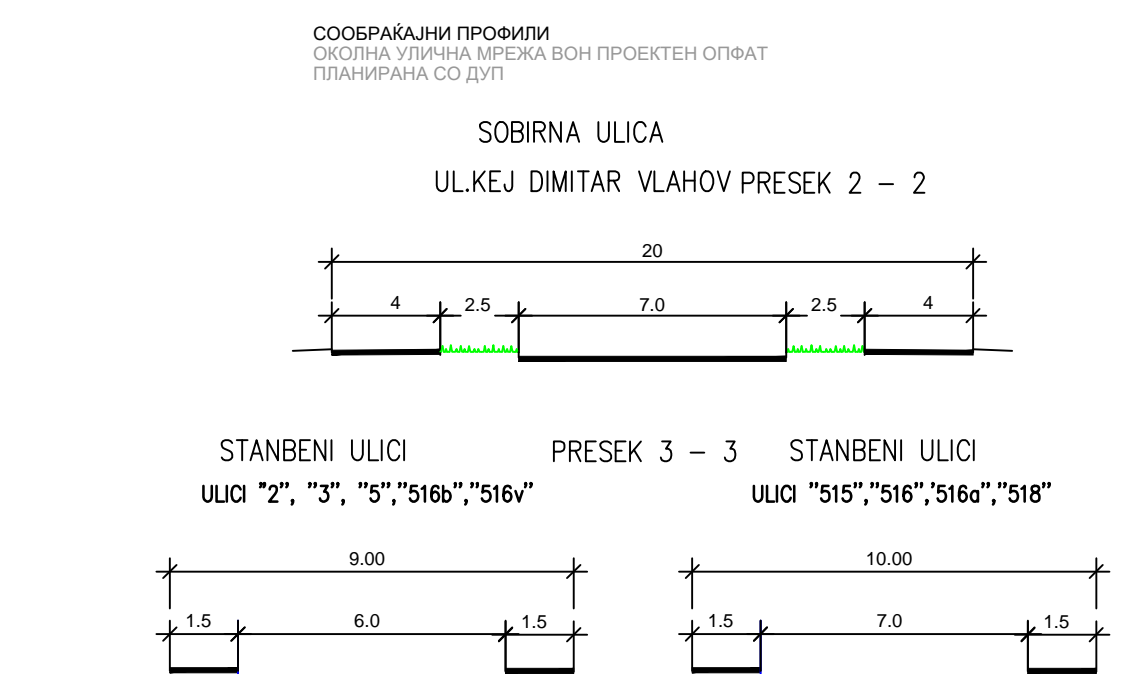 СООБРАЌАЈНИ ПРОФИЛИ
ОКОЛНА УЛИЧНА МРЕЖА ВОН ПРОЕКТЕН ОПФАТ
ПЛАНИРАНА СО ДУП
SOBIRNA ULICA
UL.KEJ DIMITAR VLAHOV PRESEK 2 – 2
20
4 2.5 7.0 2.5 4
STANBENI ULICI PRESEK 3 – 3 STANBENI ULICI
ULICI "2", "3", "5","516b","516v" ULICI "515","516",'516a","518"
9.00 10.00
1.5 6.0 1.5 1.5 7.0 1.5